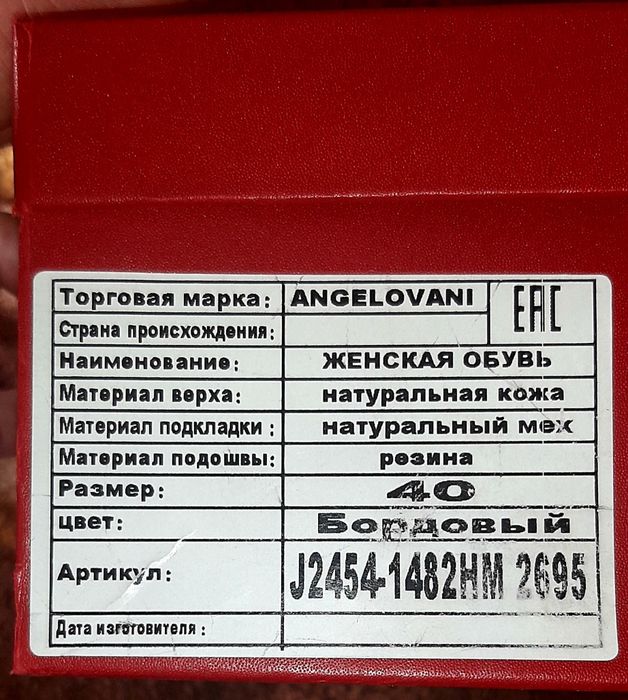 Торговая марка: ANGELOVANI EAC
Страна происхождения:
Наименование: ЖЕНСКАЯ ОБУВЬ
Материал верха: натуральная кожа
Материал подкладки : натуральный мех
Материал подошвы: резина
Размер: 40
цвет: Бордовый
Артикул: J2454-1482HM 2695
Дата изготовителя :